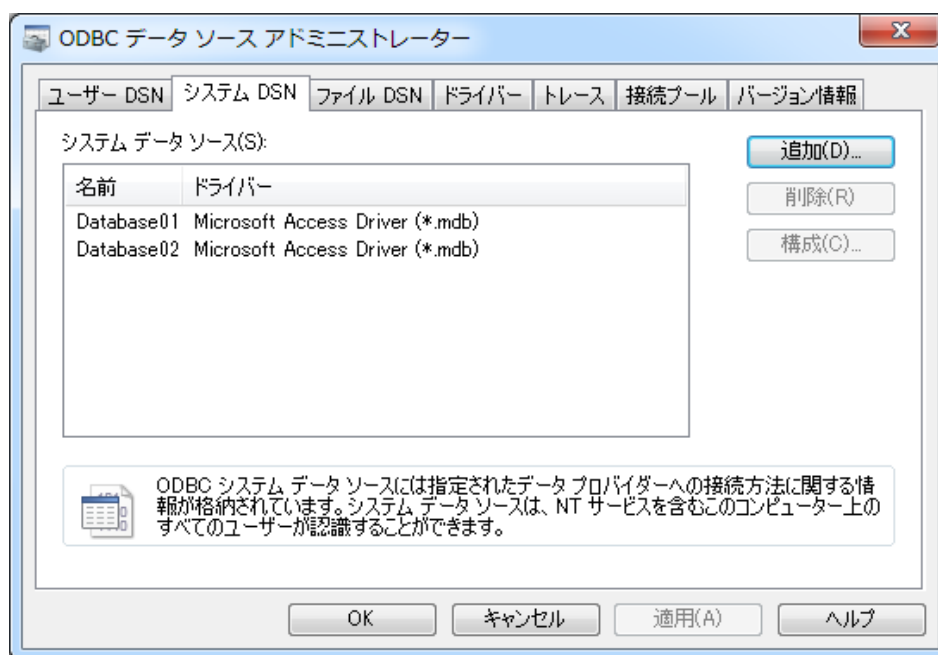 ODBC データ ソース アドミニストレーター
ユーザー DSN システム DSN ファイル DSN ドライバー トレース 接続プール バージョン情報
システム データ ソース(S):
追加(D)...
名前 ドライバー
削除(R)
Database01 Microsoft Access Driver (*.mdb)
Database02 Microsoft Access Driver (*.mdb)
構成(C)...
ODBC システム データ ソースには指定されたデータ プロバイダーへの接続方法に関する情
報が格納されています。システム データ ソースは、NT サービスを含むこのコンピューター上の
すべてのユーザーが認識することができます。
OK キャンセル 適用(A) ヘルプ